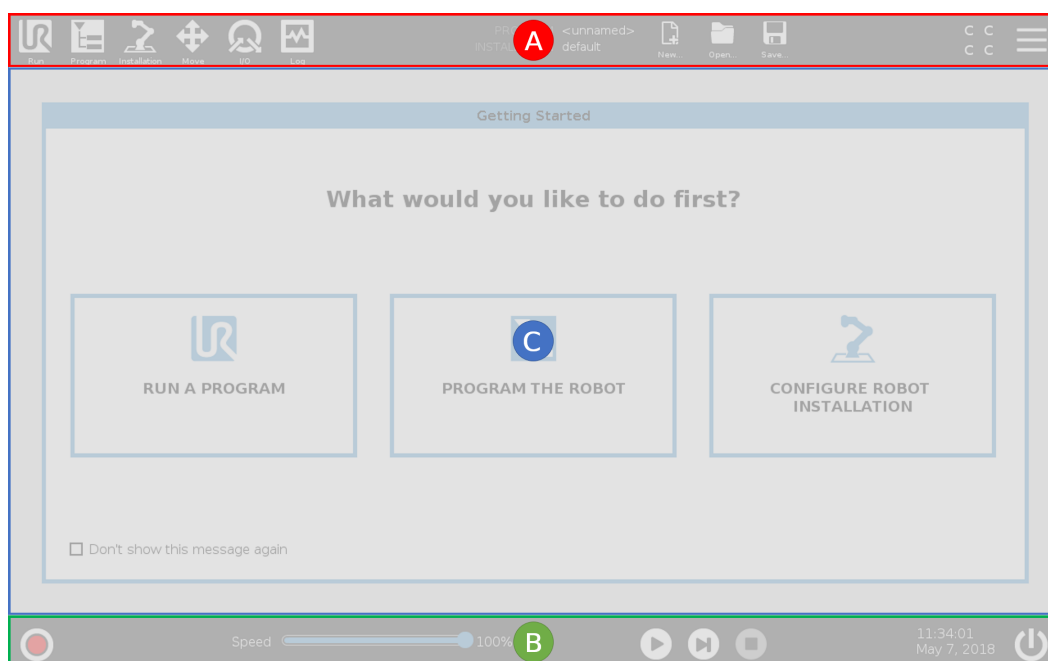 <unnamed>
default
A
C C
C C
Run
Program
Installation
Move
I/O
Log
New...
Open...
Save...
Getting Started
What would you like to do first?
C
RUN A PROGRAM
PROGRAM THE ROBOT
CONFIGURE ROBOT
INSTALLATION
Don't show this message again
Speed
100%
B
11:34:01
May 7, 2018